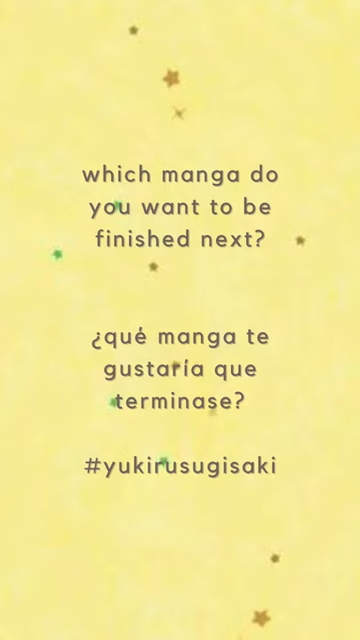 which manga do
you want to be
finished next?
¿qué manga te
gustaría que
terminase?
#yukirusugisaki